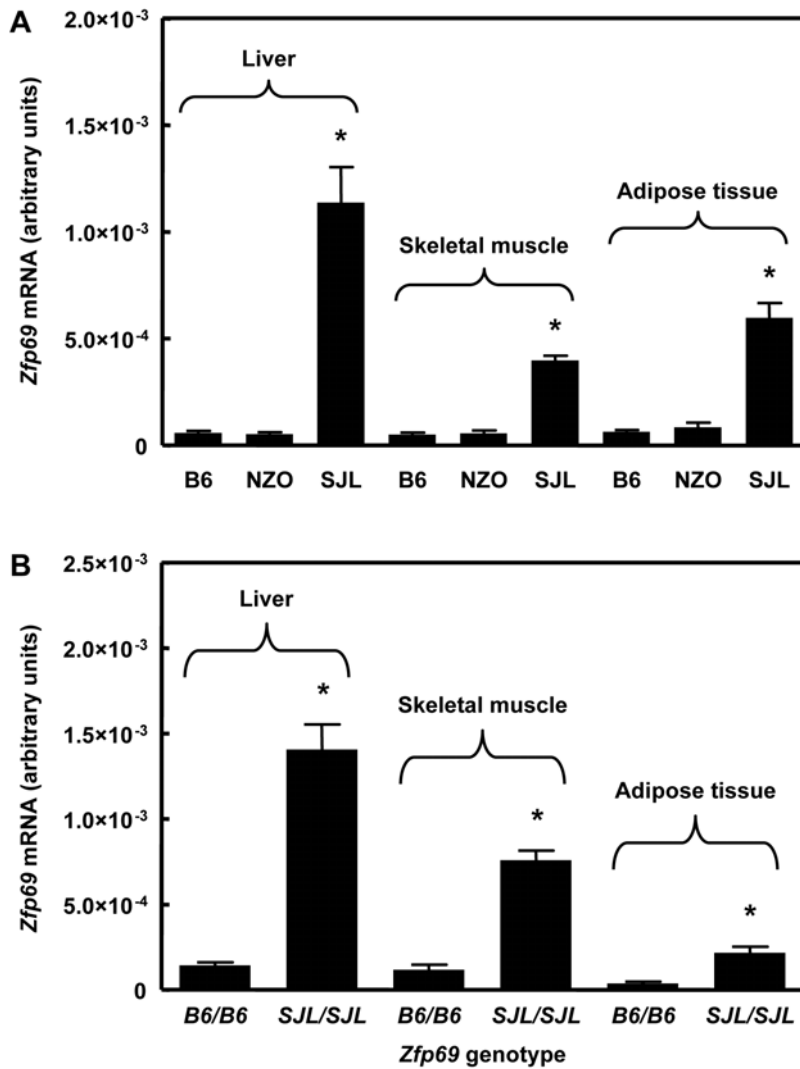 A
Zfp69 mRNA (arbitrary units)
2.0×10⁻³
1.5×10⁻³
1.0×10⁻³
5.0×10⁻⁴
0
Liver
*
Skeletal muscle
*
Adipose tissue
*
B6 NZO SJL B6 NZO SJL B6 NZO SJL
B
Zfp69 mRNA (arbitrary units)
2.5×10⁻³
2.0×10⁻³
1.5×10⁻³
1.0×10⁻³
5.0×10⁻⁴
0
Liver
*
Skeletal muscle
*
Adipose tissue
*
B6/B6 SJL/SJL B6/B6 SJL/SJL B6/B6 SJL/SJL
Zfp69 genotype